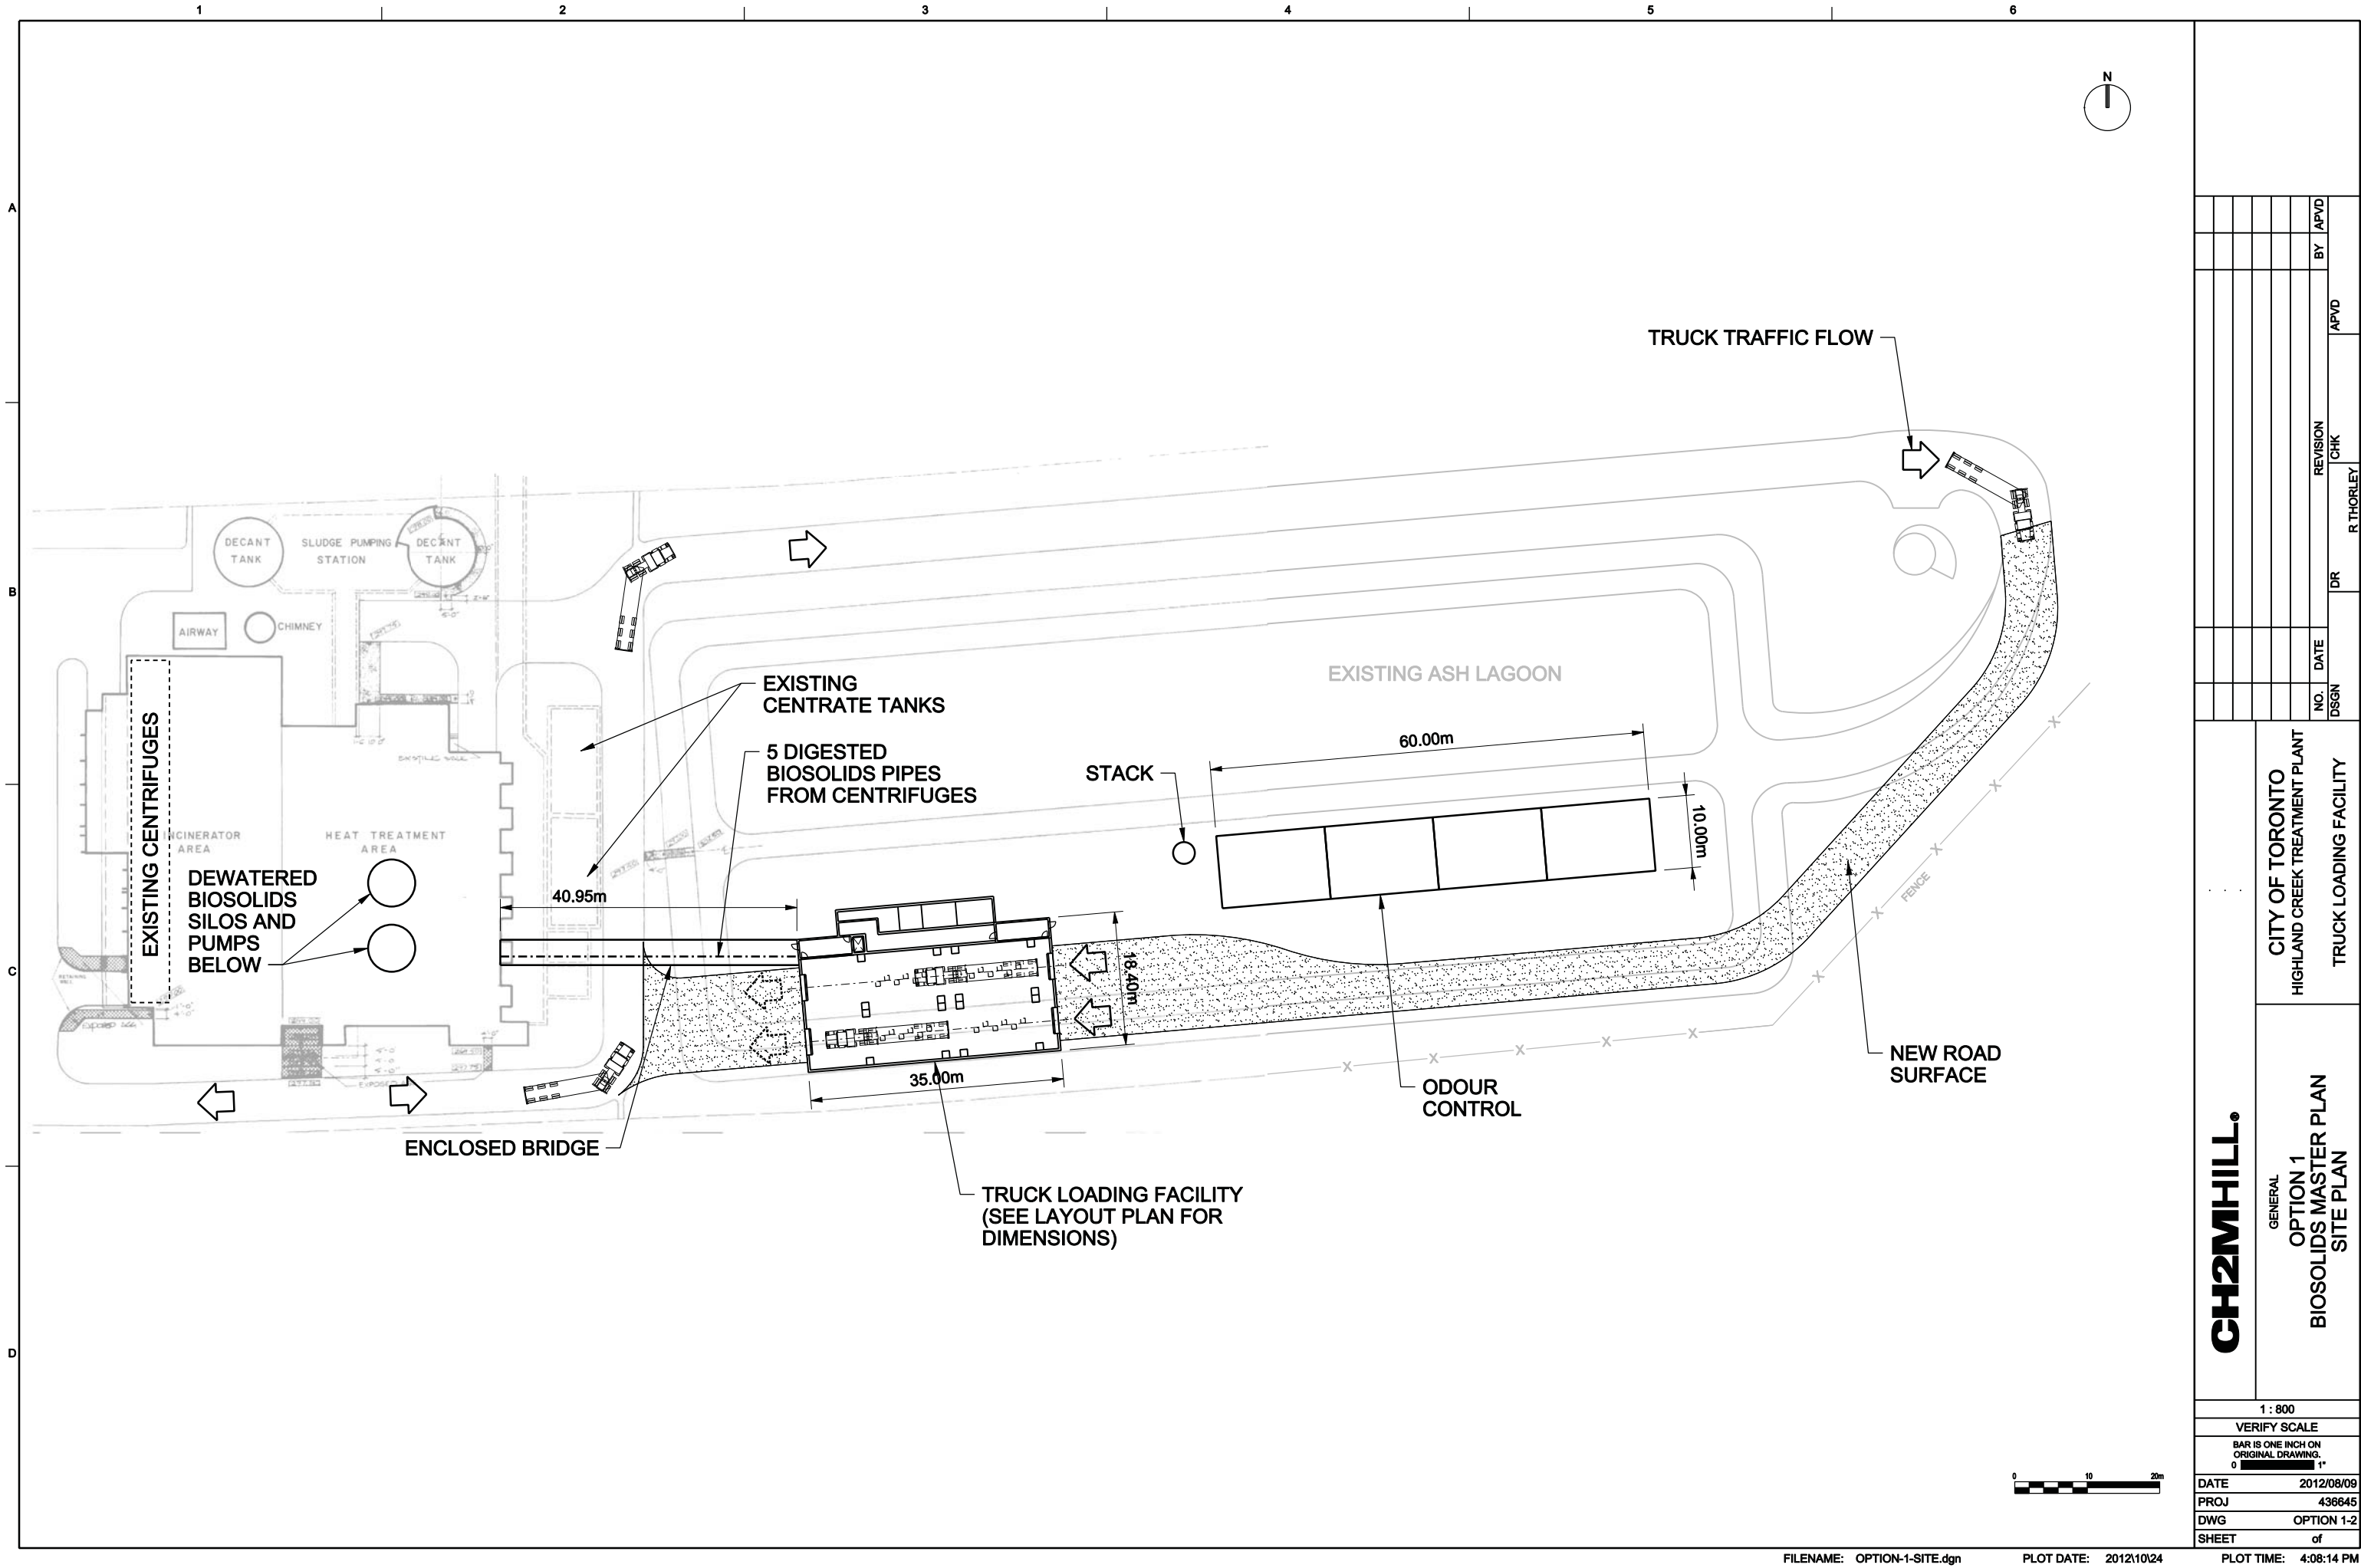 1 2 3 4 5 6
A
B
C
D
N
TRUCK TRAFFIC FLOW
DECANT
TANK
SLUDGE PUMPING
STATION
DECANT
TANK
AIRWAY
CHIMNEY
EXISTING ASH LAGOON
EXISTING
CENTRATE TANKS
5 DIGESTED
BIOSOLIDS PIPES
FROM CENTRIFUGES
STACK
60.00m
10.00m
EXISTING CENTRIFUGES
INCINERATOR
AREA
HEAT TREATMENT
AREA
DEWATERED
BIOSOLIDS
SILOS AND
PUMPS
BELOW
40.95m
18.40m
35.00m
FENCE
RETAINING
WALL
NEW ROAD
SURFACE
ODOUR
CONTROL
ENCLOSED BRIDGE
TRUCK LOADING FACILITY
(SEE LAYOUT PLAN FOR
DIMENSIONS)
0 10 20m
NO. DATE REVISION BY APVD
DSGN DR CHK APVD
R THORLEY
CITY OF TORONTO
HIGHLAND CREEK TREATMENT PLANT
TRUCK LOADING FACILITY
CH2MHILL®
GENERAL
OPTION 1
BIOSOLIDS MASTER PLAN
SITE PLAN
1 : 800
VERIFY SCALE
BAR IS ONE INCH ON
ORIGINAL DRAWING.
0 1"
DATE 2012/08/09
PROJ 436645
DWG OPTION 1-2
SHEET of
FILENAME: OPTION-1-SITE.dgn PLOT DATE: 2012\10\24 PLOT TIME: 4:08:14 PM